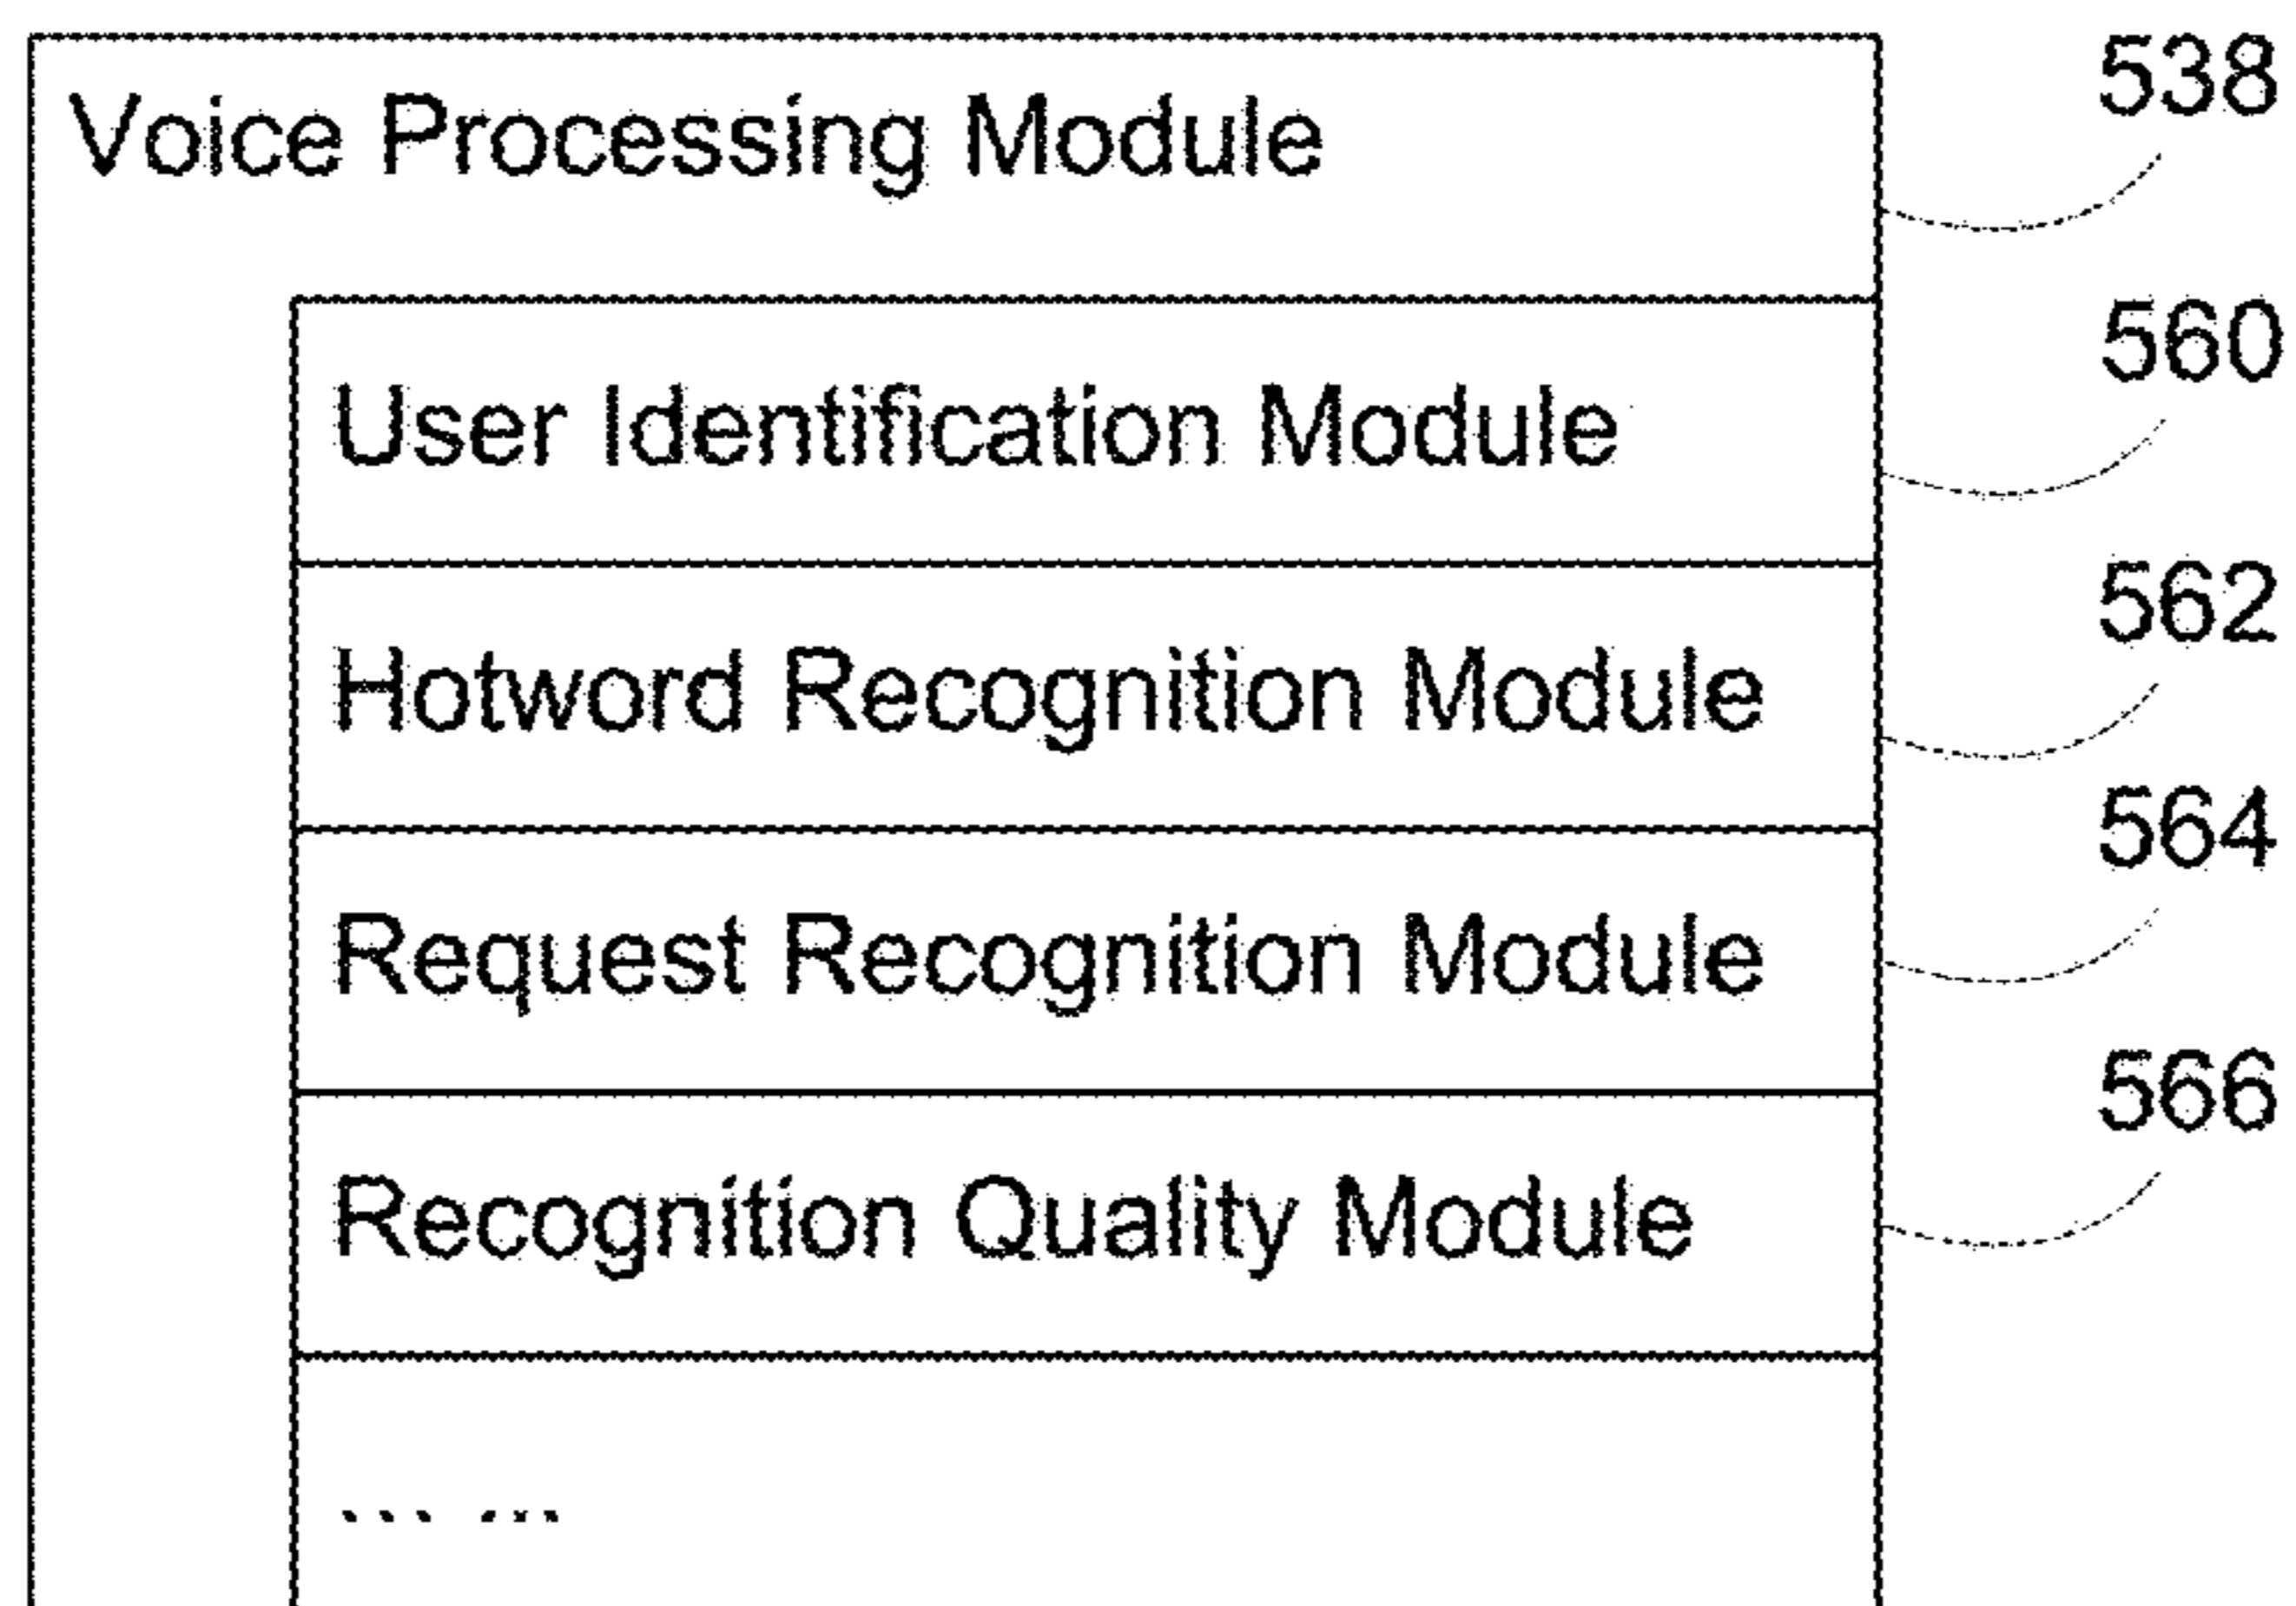 Voice Processing Module 538
User Identification Module 560
Hotword Recognition Module 562
Request Recognition Module 564
Recognition Quality Module 566
... ...